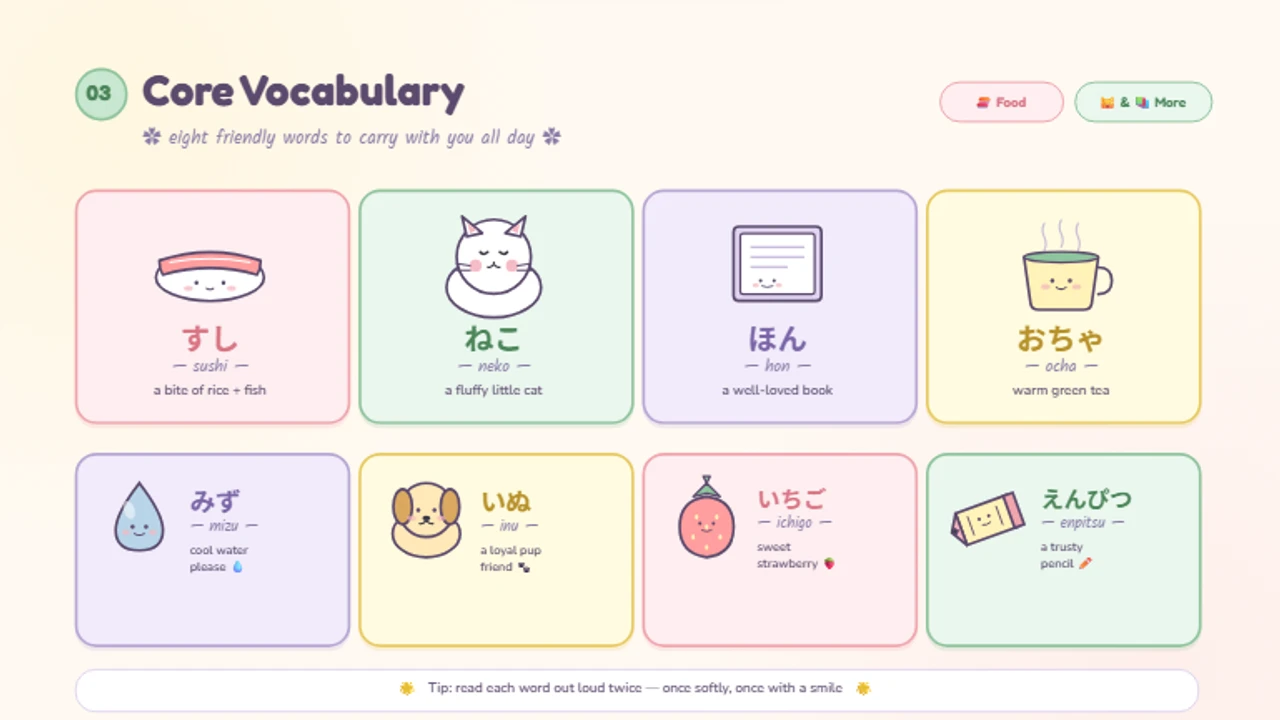 03
Core Vocabulary
✽ eight friendly words to carry with you all day ✽
🍣 Food
🐱 & 📚 More
すし
— sushi —
a bite of rice + fish
ねこ
— neko —
a fluffy little cat
ほん
— hon —
a well-loved book
おちゃ
— ocha —
warm green tea
みず
— mizu —
cool water
please 💧
いぬ
— inu —
a loyal pup
friend 🐾
いちご
— ichigo —
sweet
strawberry 🍓
えんぴつ
— enpitsu —
a trusty
pencil ✏️
🌟 Tip: read each word out loud twice — once softly, once with a smile 🌟